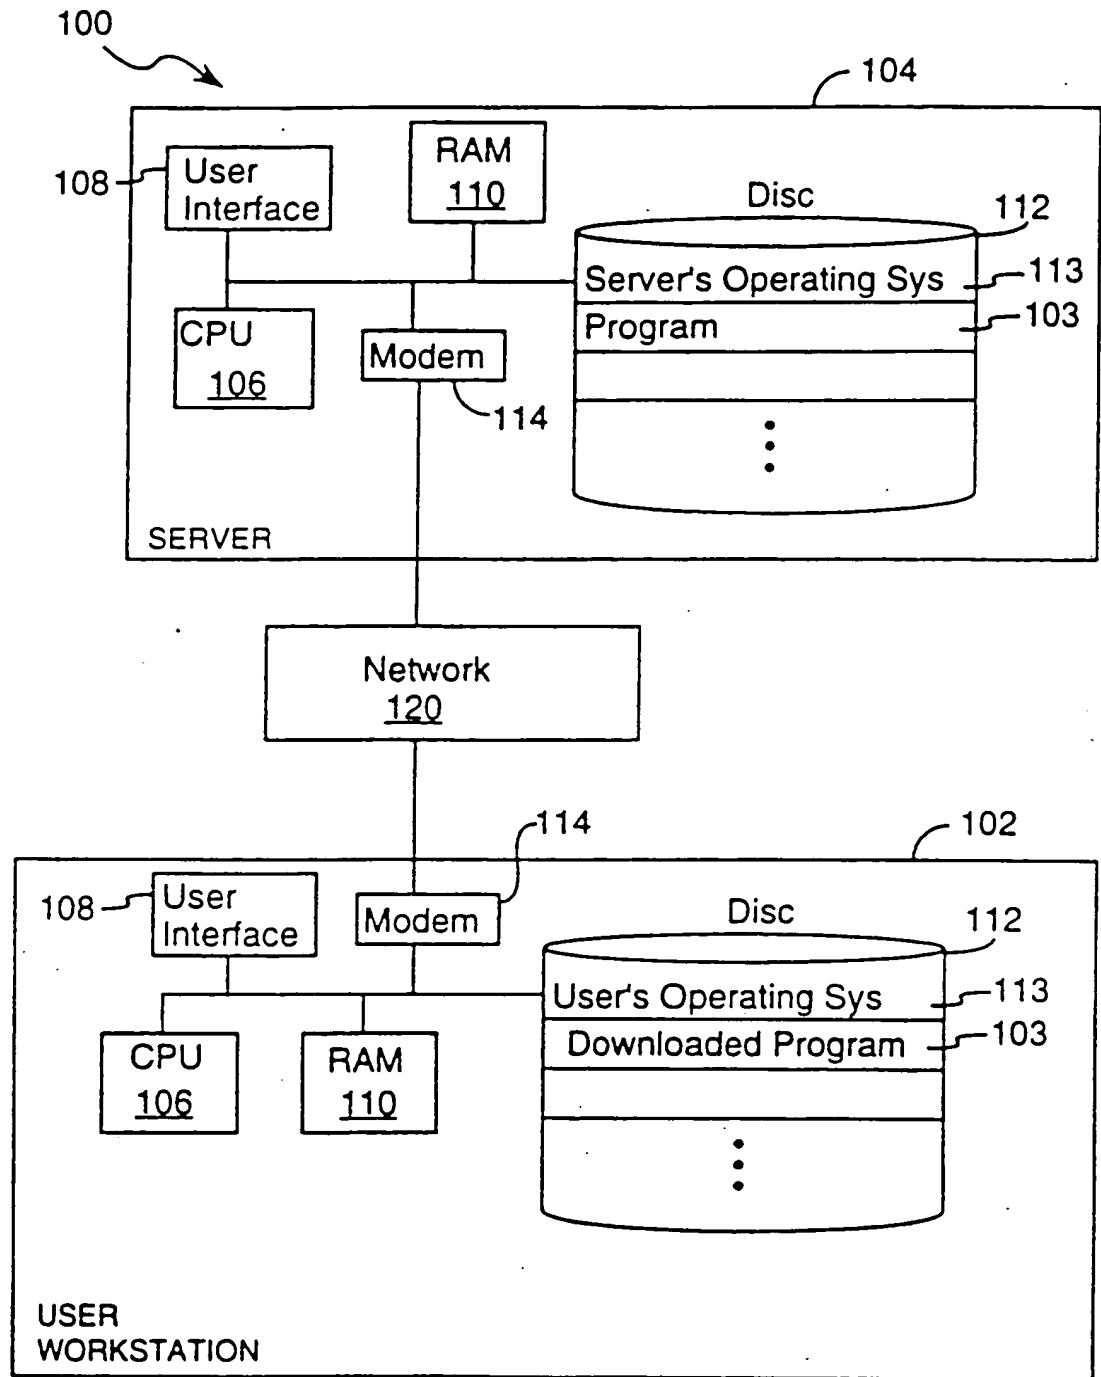 100
104
RAM
110
108
User
Interface
Disc
112
Server's Operating Sys
113
Program
103
CPU
106
Modem
114
SERVER
Network
120
114
102
108
User
Interface
Modem
Disc
112
User's Operating Sys
113
Downloaded Program
103
CPU
106
RAM
110
USER
WORKSTATION